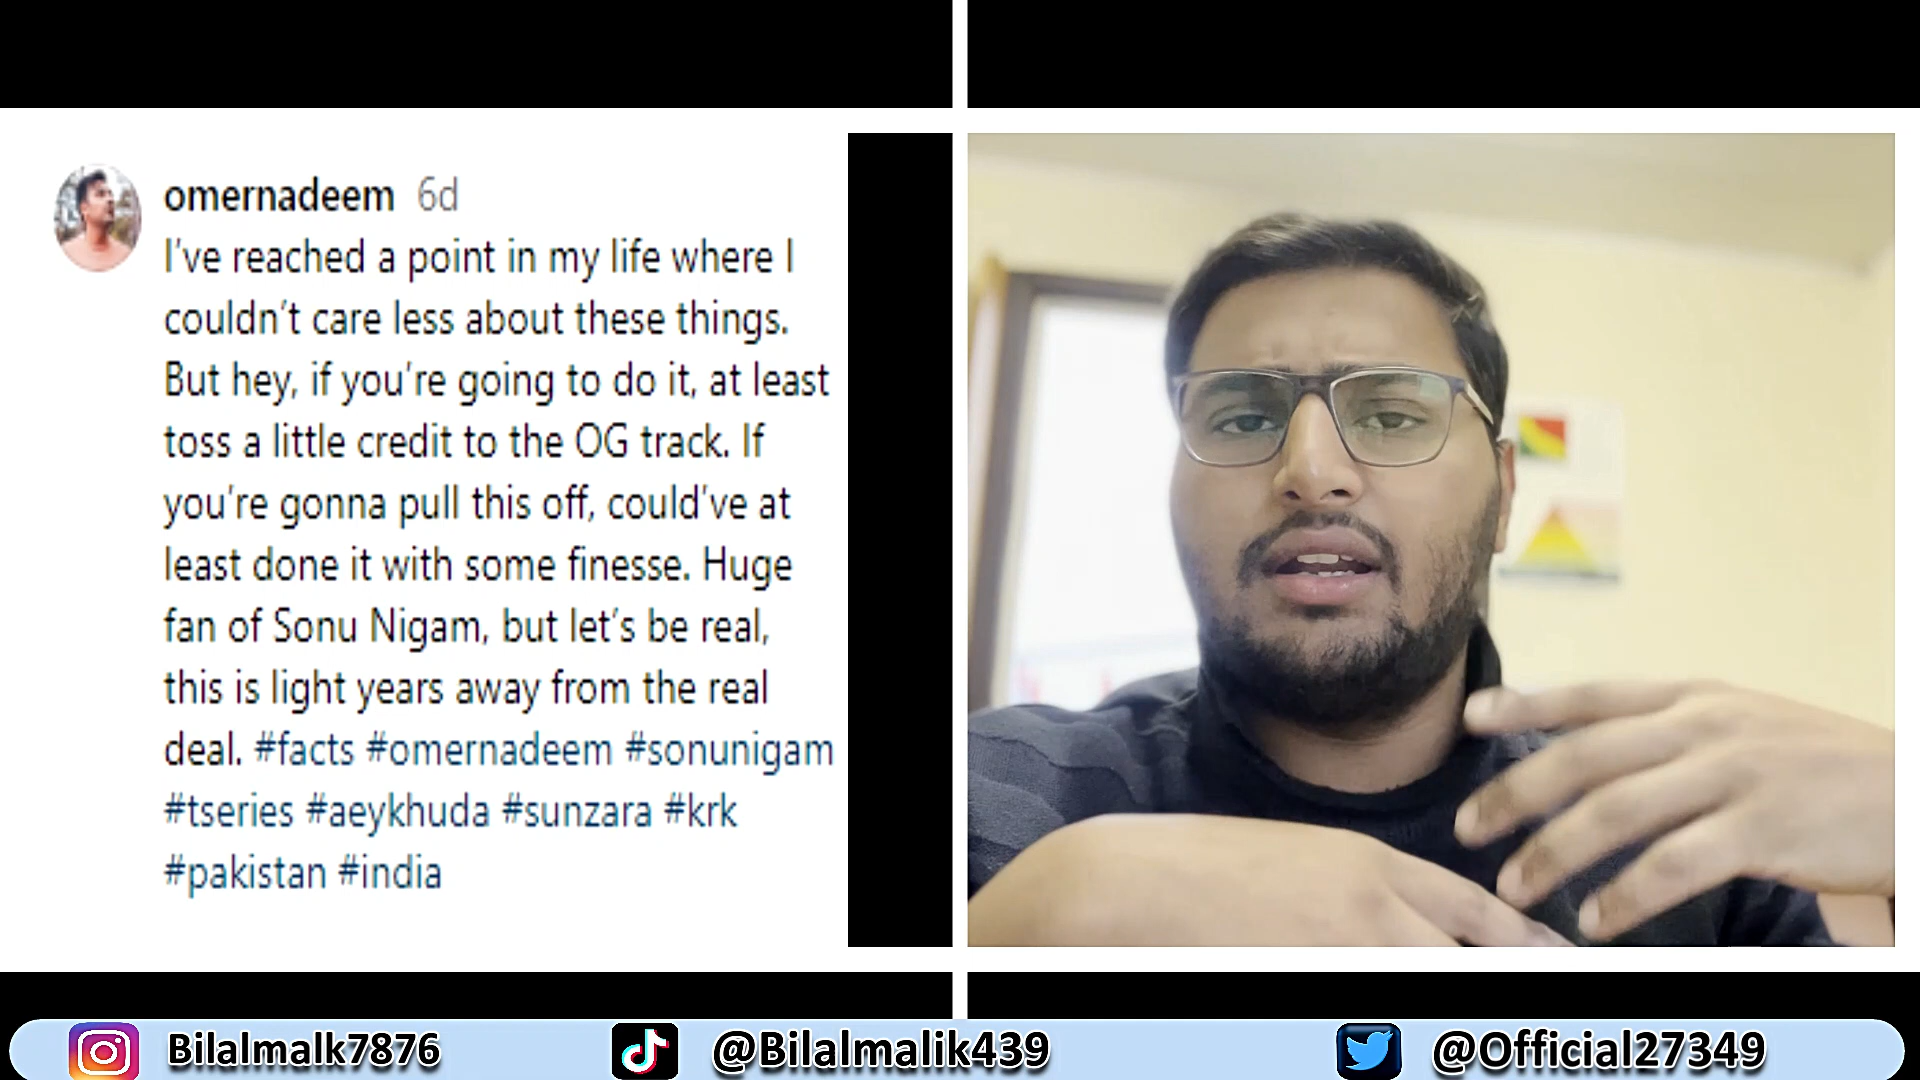 omernadeem 6d
I've reached a point in my life where I
couldn't care less about these things.
But hey, if you're going to do it, at least
toss a little credit to the OG track. If
you're gonna pull this off, could've at
least done it with some finesse. Huge
fan of Sonu Nigam, but let's be real,
this is light years away from the real
deal. #facts #omernadeem #sonunigam
#tseries #aeykhuda #sunzara #krk
#pakistan #india
Bilalmalk7876
@Bilalmalik439
@Official27349